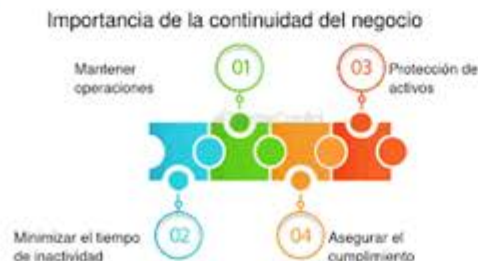 Importancia de la continuidad del negocio
Mantener
operaciones
01
03
Protección de
activos
Minimizar el tiempo
de inactividad
02
04
Asegurar el
cumplimiento